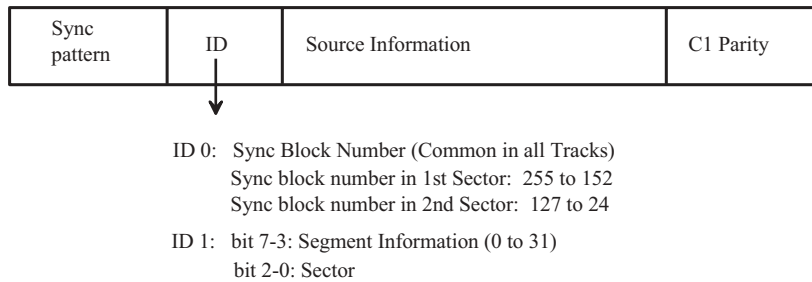 Sync
pattern
ID
Source Information
C1 Parity
ID 0: Sync Block Number (Common in all Tracks)
Sync block number in 1st Sector: 255 to 152
Sync block number in 2nd Sector: 127 to 24
ID 1: bit 7-3: Segment Information (0 to 31)
bit 2-0: Sector